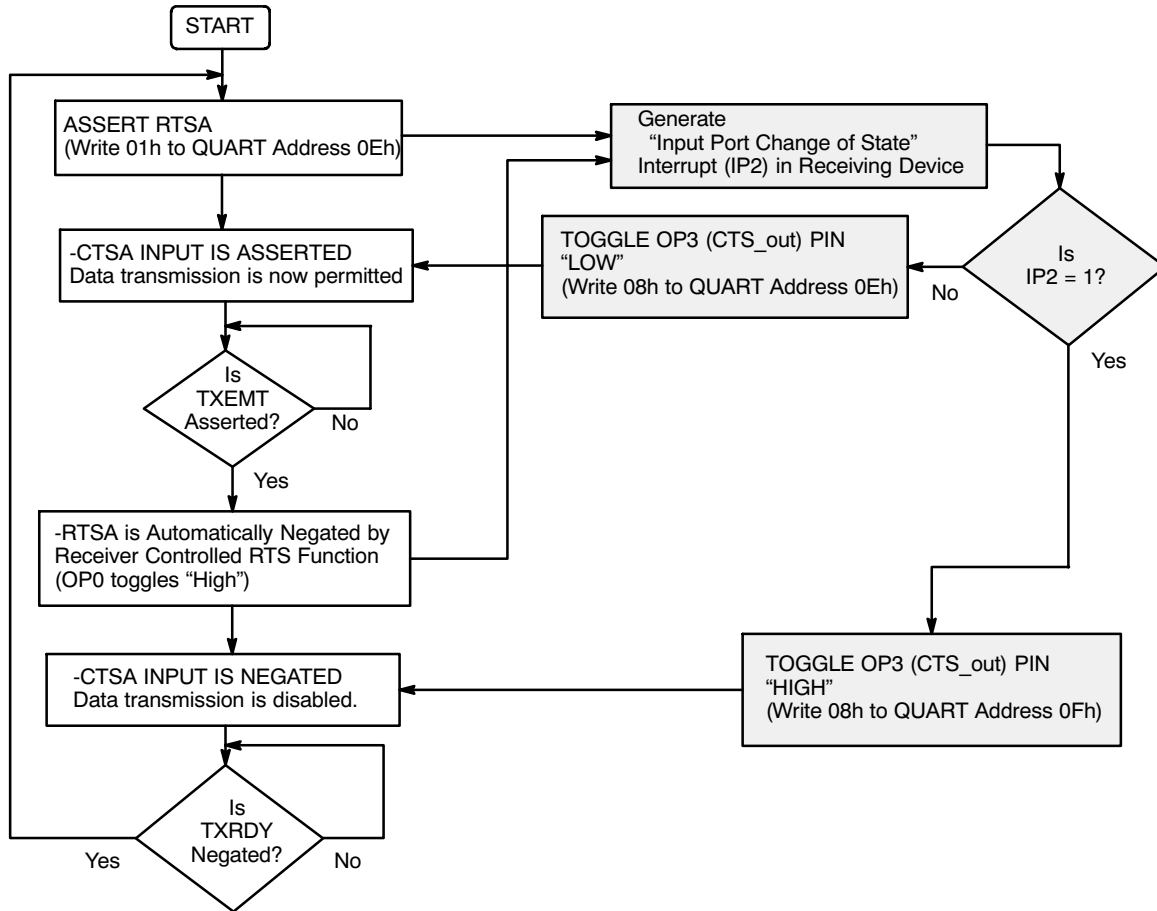 START
ASSERT RTSA
(Write 01h to QUART Address 0Eh)
Generate
“Input Port Change of State”
Interrupt (IP2) in Receiving Device
-CTSA INPUT IS ASSERTED
Data transmission is now permitted
TOGGLE OP3 (CTS_out) PIN
“LOW”
(Write 08h to QUART Address 0Eh)
Is
IP2 = 1?
No
Yes
Is
TXEMT
Asserted?
No
Yes
-RTSA is Automatically Negated by
Receiver Controlled RTS Function
(OP0 toggles “High”)
-CTSA INPUT IS NEGATED
Data transmission is disabled.
TOGGLE OP3 (CTS_out) PIN
“HIGH”
(Write 08h to QUART Address 0Fh)
Is
TXRDY
Negated?
Yes
No